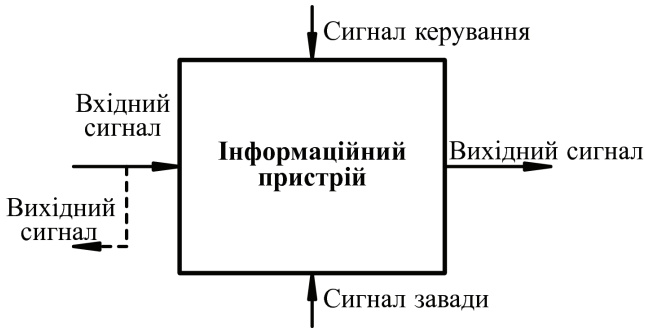 Сигнал керування
Вхідний
сигнал
Інформаційний
пристрій
Вихідний сигнал
Вихідний
сигнал
Сигнал завади